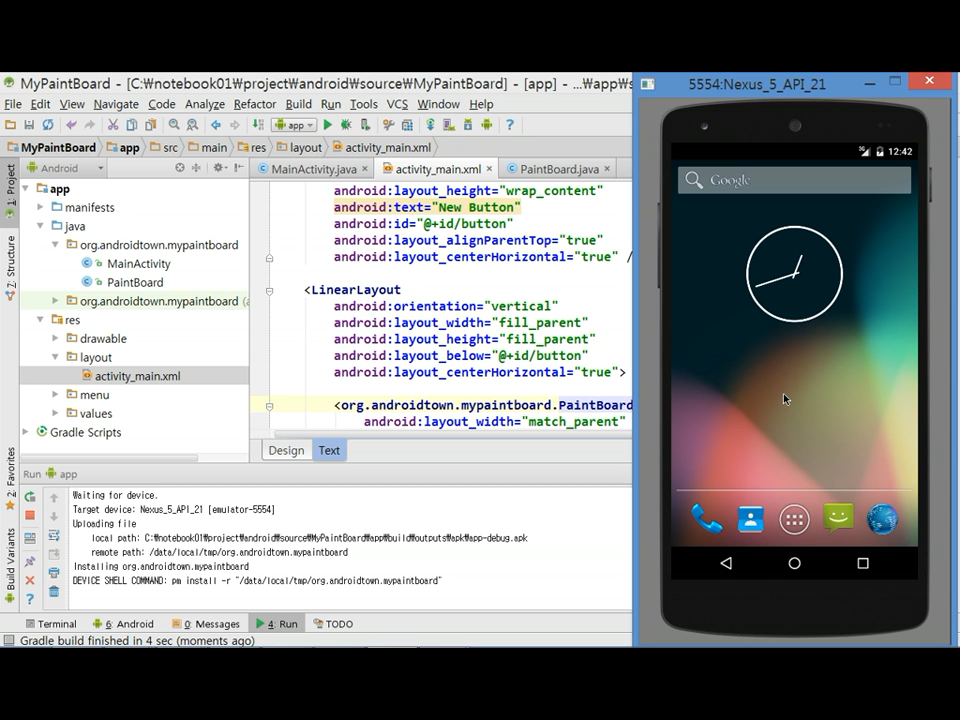 MyPaintBoard - [C:₩notebook01₩project₩android₩source₩MyPaintBoard] - [app] - ...₩app₩s
5554:Nexus_5_API_21
File Edit View Navigate Code Analyze Refactor Build Run Tools VCS Window Help
app
MyPaintBoard app src main res layout activity_main.xml
12:42
Google
Android
MainActivity.java activity_main.xml PaintBoard.java
1: Project
7: Structure
2: Favorites
Build Variants
app
manifests
java
org.androidtown.mypaintboard
MainActivity
PaintBoard
org.androidtown.mypaintboard (a
res
drawable
layout
activity_main.xml
menu
values
Gradle Scripts
android:layout_height="wrap_content"
android:text="New Button"
android:id="@+id/button"
android:layout_alignParentTop="true"
android:layout_centerHorizontal="true" /
<LinearLayout
android:orientation="vertical"
android:layout_width="fill_parent"
android:layout_height="fill_parent"
android:layout_below="@+id/button"
android:layout_centerHorizontal="true">
<org.androidtown.mypaintboard.PaintBoard
android:layout_width="match_parent"
Design Text
Run app
Waiting for device.
Target device: Nexus_5_API_21 [emulator-5554]
Uploading file
local path: C:₩notebook01₩project₩android₩source₩MyPaintBoard₩app₩build₩outputs₩apk₩app-debug.apk
remote path: /data/local/tmp/org.androidtown.mypaintboard
Installing org.androidtown.mypaintboard
DEVICE SHELL COMMAND: pm install -r "/data/local/tmp/org.androidtown.mypaintboard"
Terminal 6: Android 0: Messages 4: Run TODO
Gradle build finished in 4 sec (moments ago)